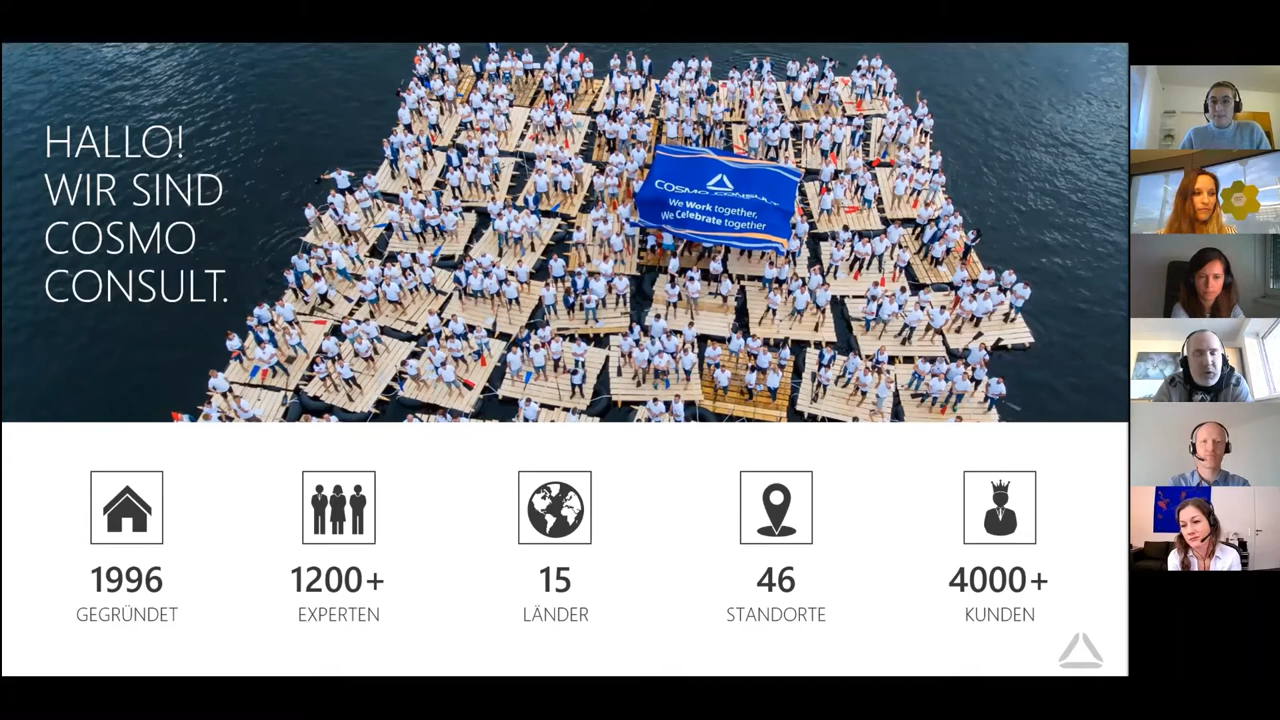 HALLO!
WIR SIND
COSMO
CONSULT.
COSMO CONSULT
We Work together,
We Celebrate together
1996
GEGRÜNDET
1200+
EXPERTEN
15
LÄNDER
46
STANDORTE
4000+
KUNDEN